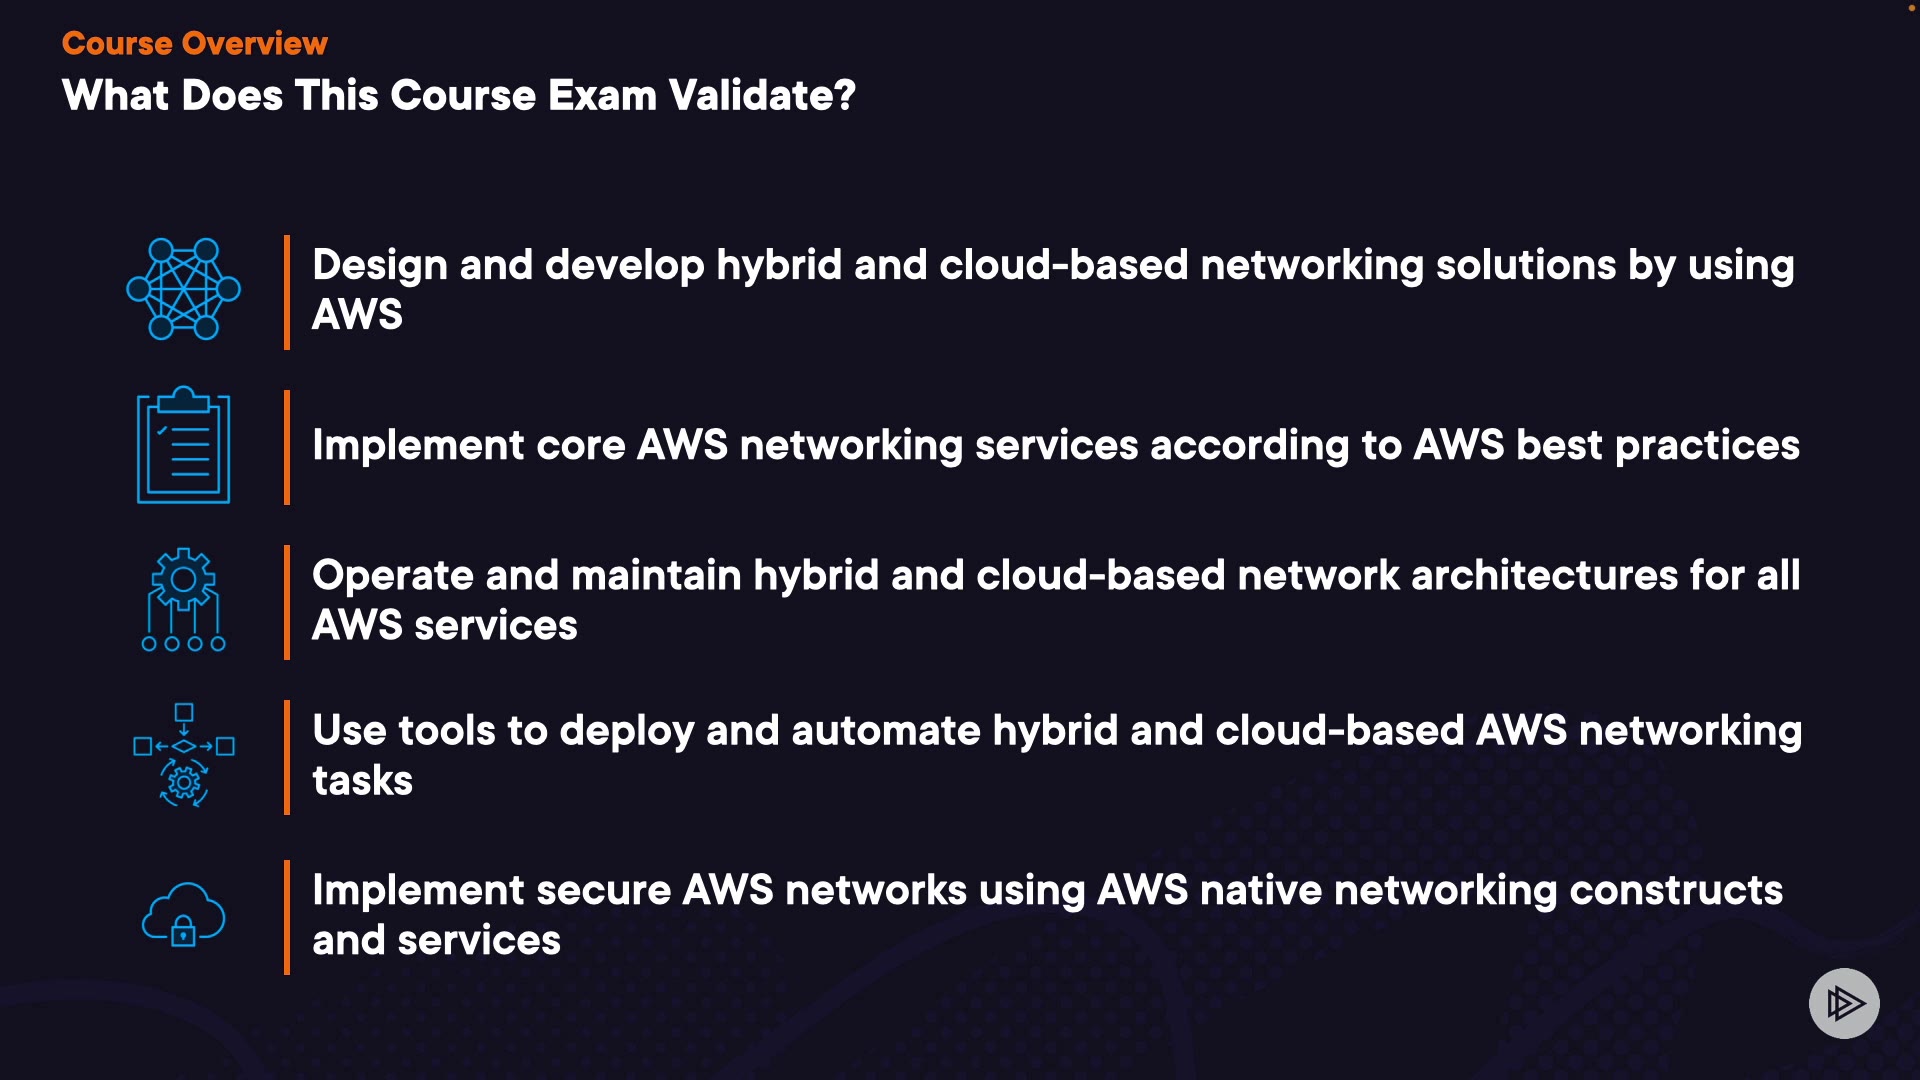 Course Overview
What Does This Course Exam Validate?
Design and develop hybrid and cloud-based networking solutions by using
AWS
Implement core AWS networking services according to AWS best practices
Operate and maintain hybrid and cloud-based network architectures for all
AWS services
Use tools to deploy and automate hybrid and cloud-based AWS networking
tasks
Implement secure AWS networks using AWS native networking constructs
and services